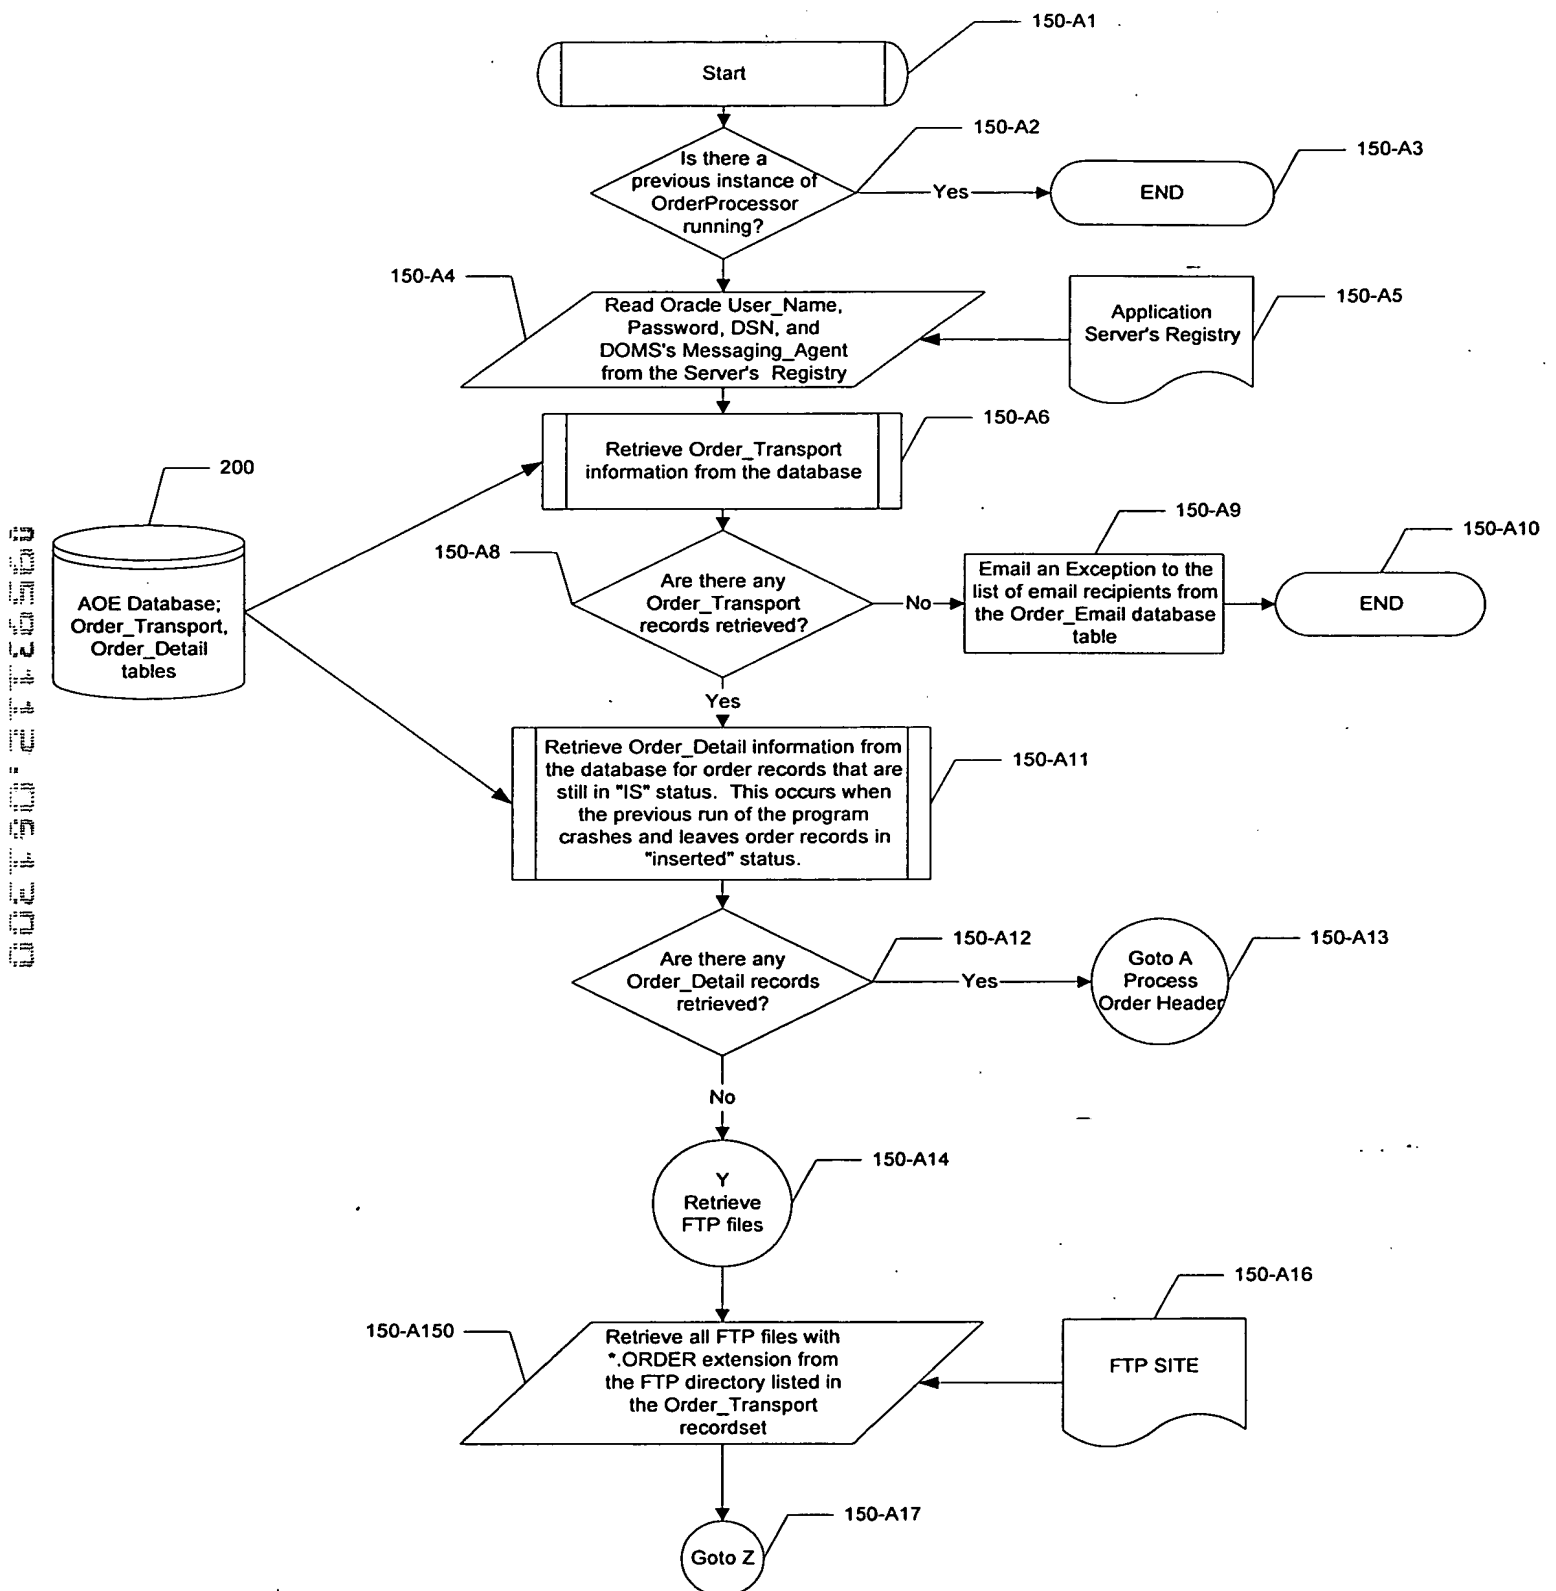 150-A1
Start
150-A2
Is there a
previous instance of
OrderProcessor
running?
Yes
150-A3
END
150-A4
Read Oracle User_Name,
Password, DSN, and
DOMS's Messaging_Agent
from the Server's Registry
150-A5
Application
Server's Registry
150-A6
Retrieve Order_Transport
information from the database
200
AOE Database;
Order_Transport,
Order_Detail
tables
150-A8
Are there any
Order_Transport
records retrieved?
No
150-A9
Email an Exception to the
list of email recipients from
the Order_Email database
table
150-A10
END
Yes
Retrieve Order_Detail information from
the database for order records that are
still in "IS" status. This occurs when
the previous run of the program
crashes and leaves order records in
"inserted" status.
150-A11
Are there any
Order_Detail records
retrieved?
150-A12
Yes
150-A13
Goto A
Process
Order Header
No
150-A14
Y
Retrieve
FTP files
150-A150
Retrieve all FTP files with
*.ORDER extension from
the FTP directory listed in
the Order_Transport
recordset
150-A16
FTP SITE
150-A17
Goto Z